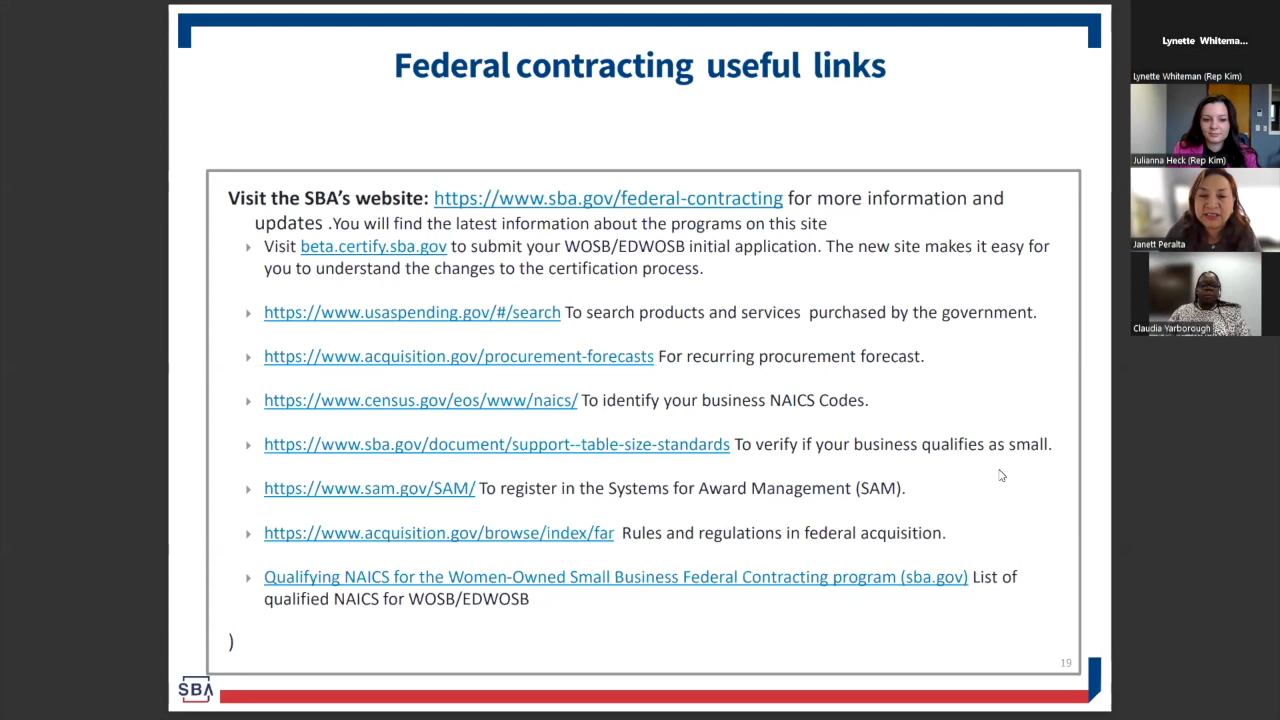 Federal contracting useful links
Visit the SBA’s website: https://www.sba.gov/federal-contracting for more information and
updates .You will find the latest information about the programs on this site
Visit beta.certify.sba.gov to submit your WOSB/EDWOSB initial application. The new site makes it easy for
you to understand the changes to the certification process.
https://www.usaspending.gov/#/search To search products and services purchased by the government.
https://www.acquisition.gov/procurement-forecasts For recurring procurement forecast.
https://www.census.gov/eos/www/naics/ To identify your business NAICS Codes.
https://www.sba.gov/document/support--table-size-standards To verify if your business qualifies as small.
https://www.sam.gov/SAM/ To register in the Systems for Award Management (SAM).
https://www.acquisition.gov/browse/index/far Rules and regulations in federal acquisition.
Qualifying NAICS for the Women-Owned Small Business Federal Contracting program (sba.gov) List of
qualified NAICS for WOSB/EDWOSB
)
19
SBA
Lynette Whitema...
Lynette Whiteman (Rep Kim)
Julianna Heck (Rep Kim)
Janett Peralta
Claudia Yarborough